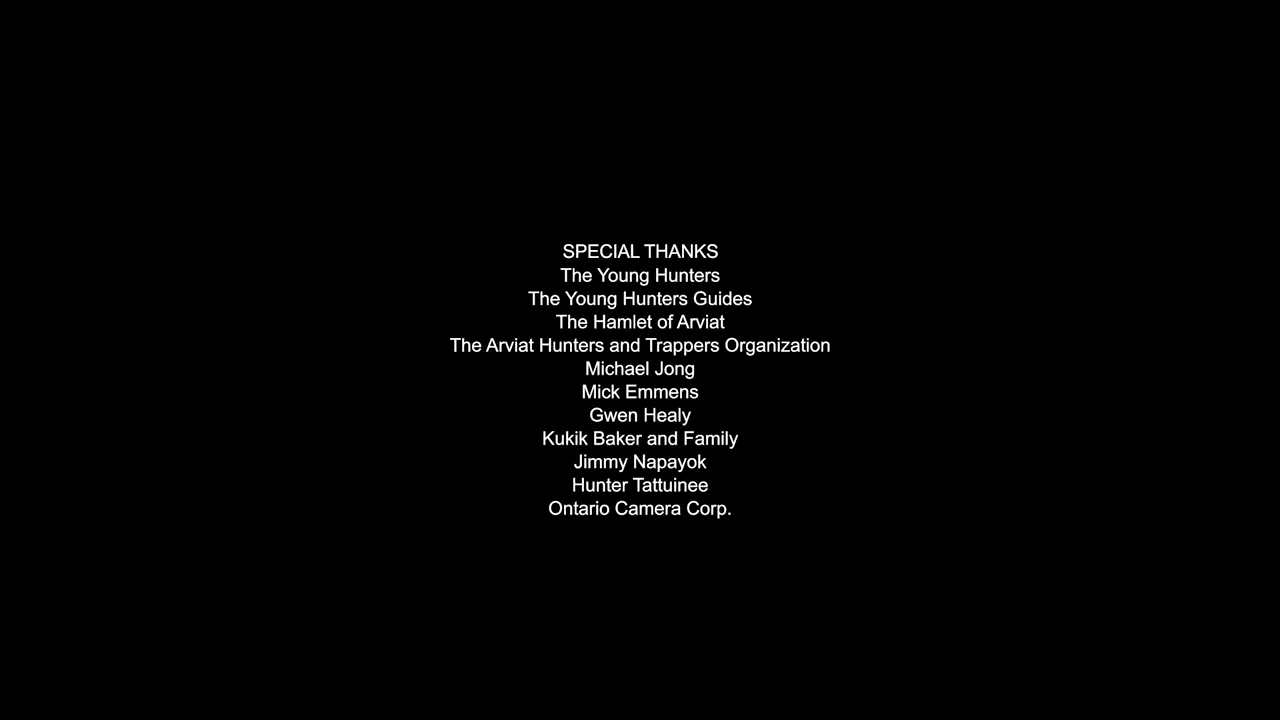 SPECIAL THANKS
The Young Hunters
The Young Hunters Guides
The Hamlet of Arviat
The Arviat Hunters and Trappers Organization
Michael Jong
Mick Emmens
Gwen Healy
Kukik Baker and Family
Jimmy Napayok
Hunter Tattuinee
Ontario Camera Corp.